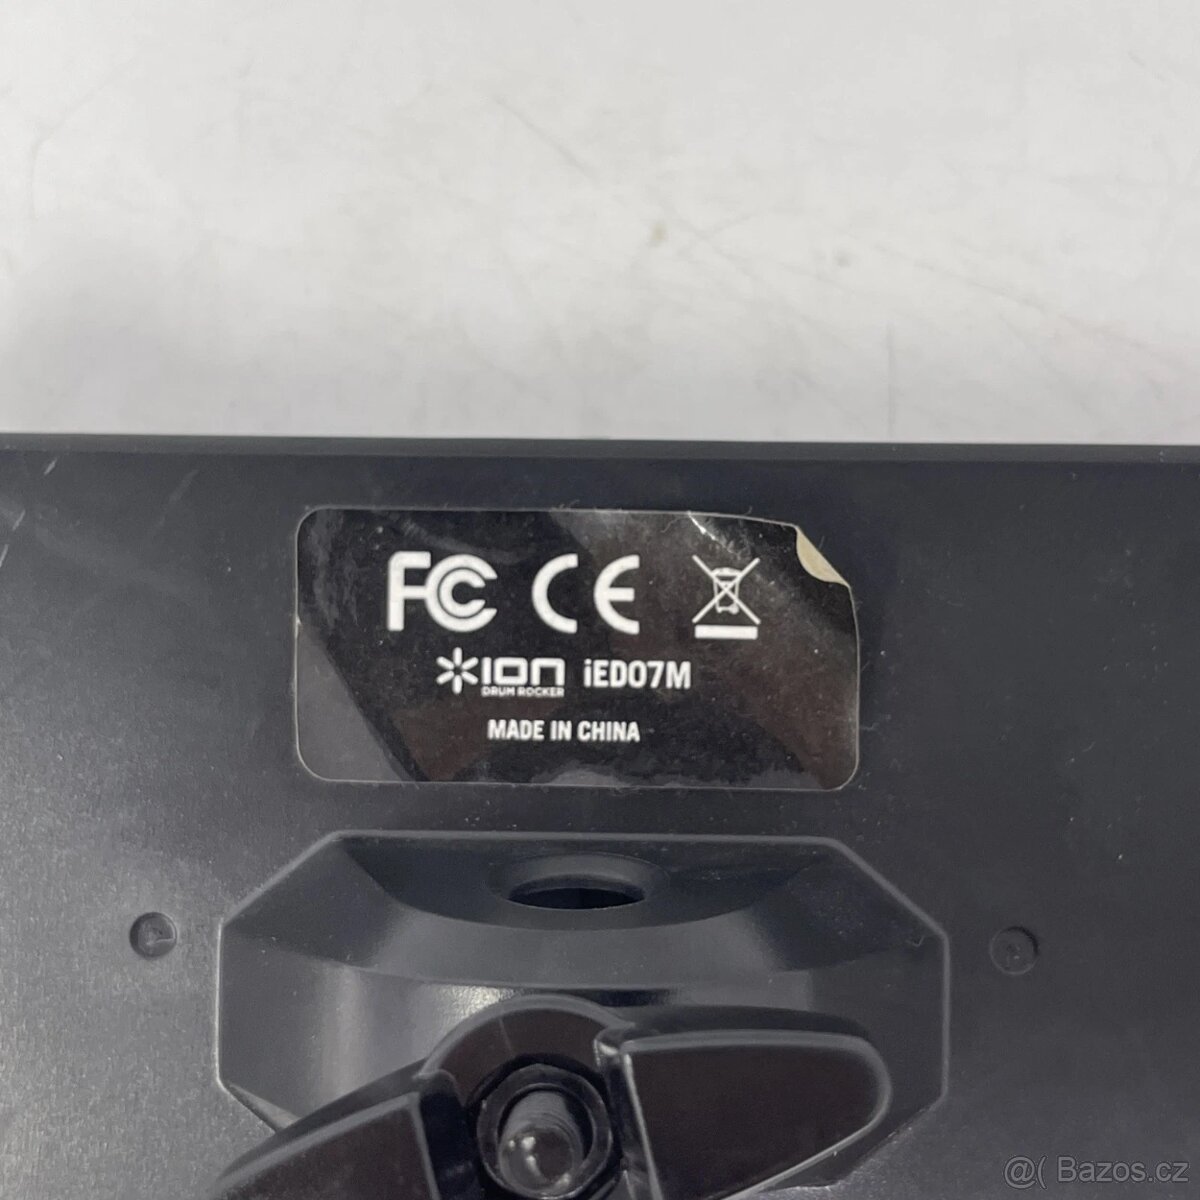 FC CE
ION iED07M
DRUM ROCKER
MADE IN CHINA
@( Bazos.cz